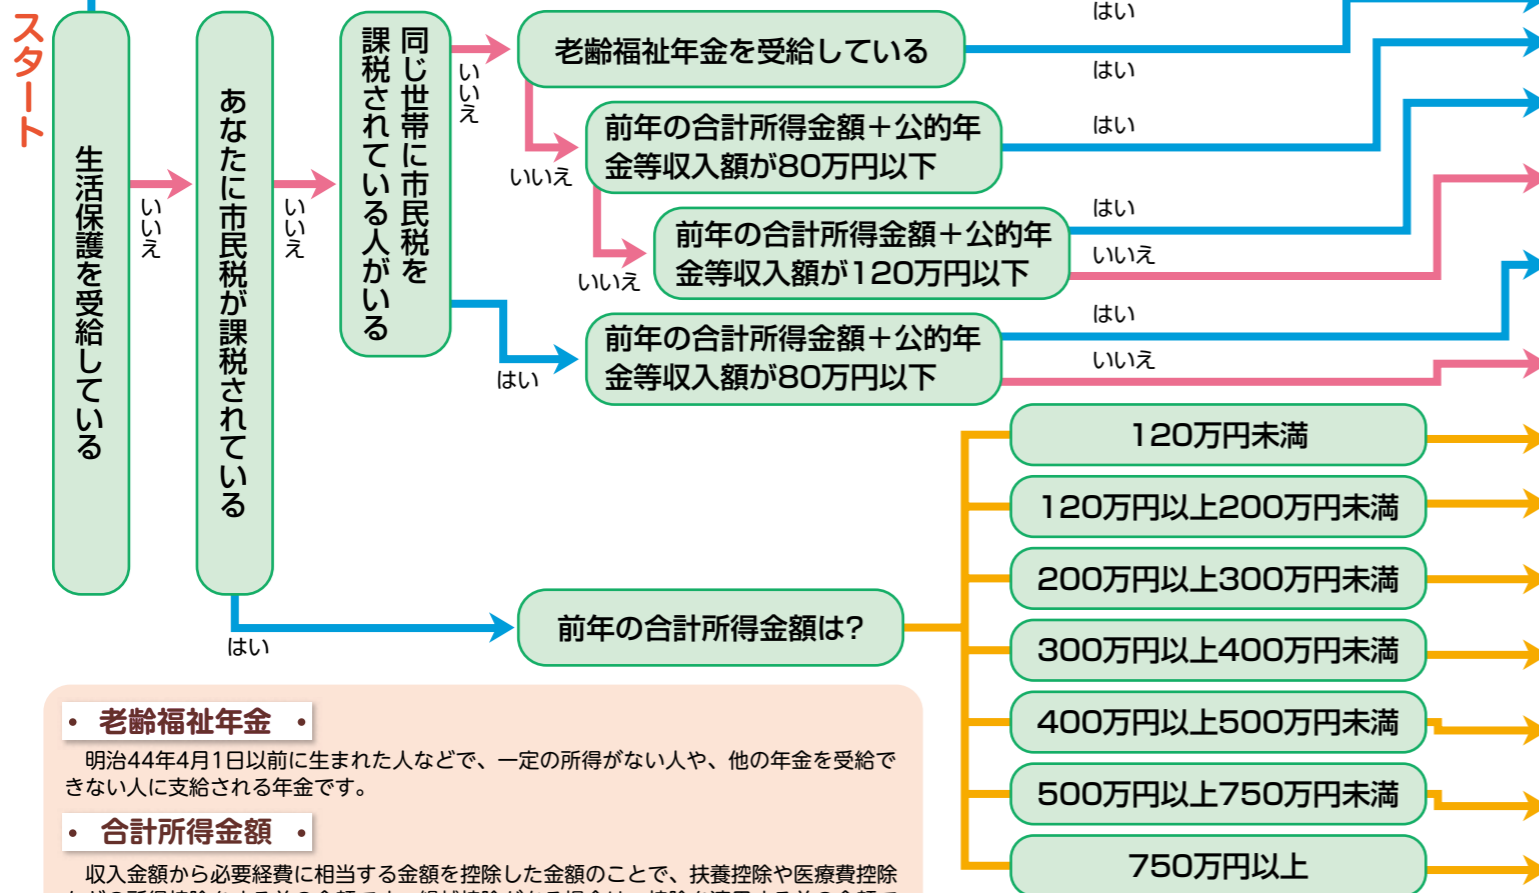 スタート
生活保護を受給している
いいえ
あなたに市民税が課税されている
いいえ
はい
同じ世帯に市民税を
課税されている人がいる
いいえ
はい
老齢福祉年金を受給している
はい
はい
いいえ
前年の合計所得金額＋公的年
金等収入額が80万円以下
はい
いいえ
前年の合計所得金額＋公的年
金等収入額が120万円以下
はい
いいえ
前年の合計所得金額＋公的年
金等収入額が80万円以下
はい
いいえ
前年の合計所得金額は?
120万円未満
120万円以上200万円未満
200万円以上300万円未満
300万円以上400万円未満
400万円以上500万円未満
500万円以上750万円未満
750万円以上
・ 老齢福祉年金 ・
明治44年4月1日以前に生まれた人などで、一定の所得がない人や、他の年金を受給で
きない人に支給される年金です。
・ 合計所得金額 ・
収入金額から必要経費に相当する金額を控除した金額のことで、扶養控除や医療費控除